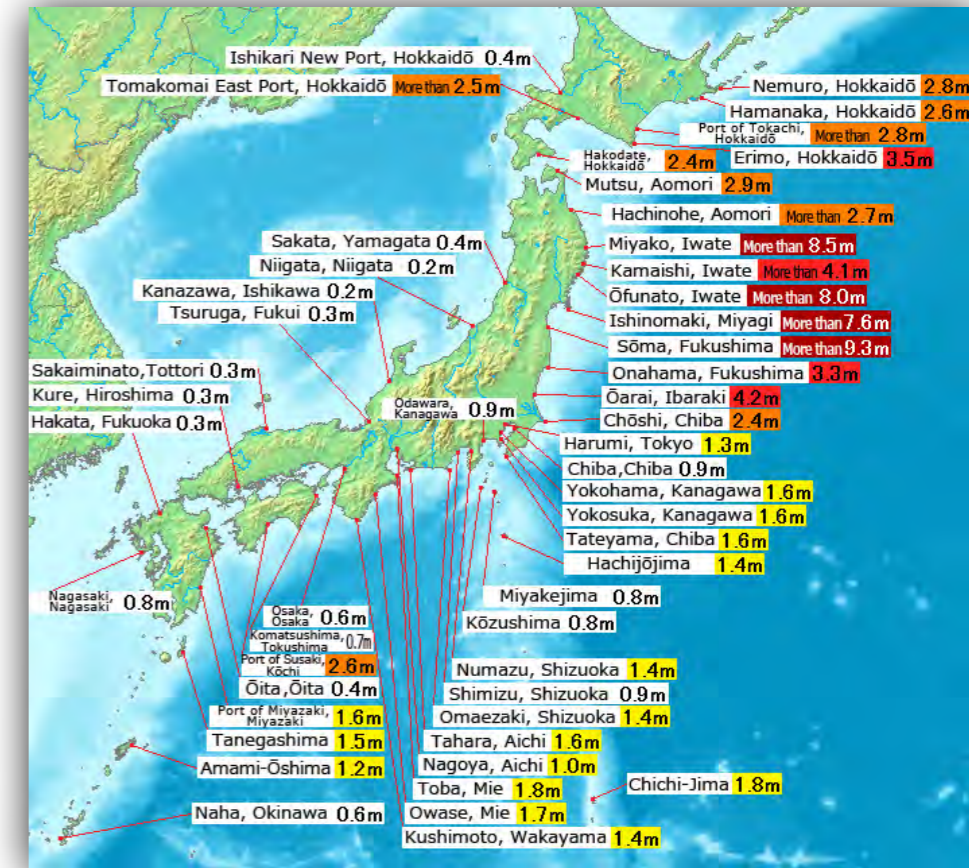 Ishikari New Port, Hokkaidō 0.4m
Tomakomai East Port, Hokkaidō More than 2.5m
Nemuro, Hokkaidō 2.8m
Hamanaka, Hokkaidō 2.6m
Port of Tokachi,
Hokkaidō More than 2.8m
Erimo, Hokkaidō 3.5m
Hakodate,
Hokkaidō 2.4m
Mutsu, Aomori 2.9m
Hachinohe, Aomori More than 2.7m
Miyako, Iwate More than 8.5m
Kamaishi, Iwate More than 4.1m
Ōfunato, Iwate More than 8.0m
Ishinomaki, Miyagi More than 7.6m
Sōma, Fukushima More than 9.3m
Onahama, Fukushima 3.3m
Ōarai, Ibaraki 4.2m
Chōshi, Chiba 2.4m
Sakata, Yamagata 0.4m
Niigata, Niigata 0.2m
Kanazawa, Ishikawa 0.2m
Tsuruga, Fukui 0.3m
Sakaiminato,Tottori 0.3m
Kure, Hiroshima 0.3m
Hakata, Fukuoka 0.3m
Odawara,
Kanagawa 0.9m
Harumi, Tokyo 1.3m
Chiba,Chiba 0.9m
Yokohama, Kanagawa 1.6m
Yokosuka, Kanagawa 1.6m
Tateyama, Chiba 1.6m
Hachijōjima 1.4m
Miyakejima 0.8m
Kōzushima 0.8m
Nagasaki,
Nagasaki 0.8m
Osaka,
Osaka 0.6m
Komatsushima,
Tokushima 0.7m
Port of Susaki,
Kōchi 2.6m
Ōita,Ōita 0.4m
Port of Miyazaki,
Miyazaki 1.6m
Tanegashima 1.5m
Amami-Ōshima 1.2m
Naha, Okinawa 0.6m
Numazu, Shizuoka 1.4m
Shimizu, Shizuoka 0.9m
Omaezaki, Shizuoka 1.4m
Tahara, Aichi 1.6m
Nagoya, Aichi 1.0m
Toba, Mie 1.8m
Owase, Mie 1.7m
Kushimoto, Wakayama 1.4m
Chichi-Jima 1.8m